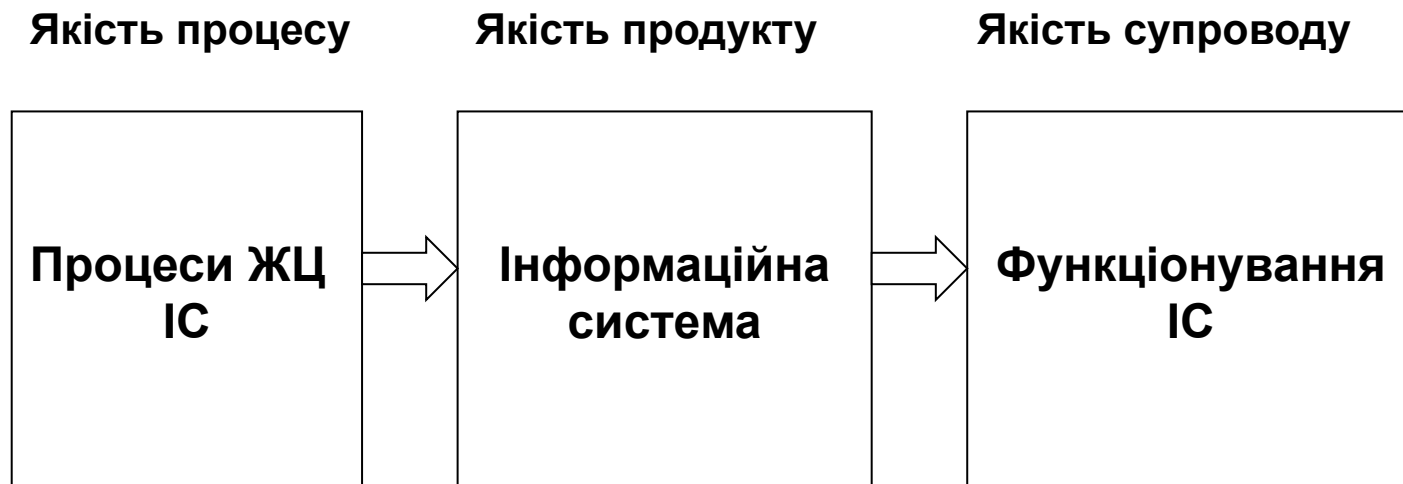 Якість процесу
Якість продукту
Якість супроводу
Процеси ЖЦ
ІС
Інформаційна
система
Функціонування
ІС